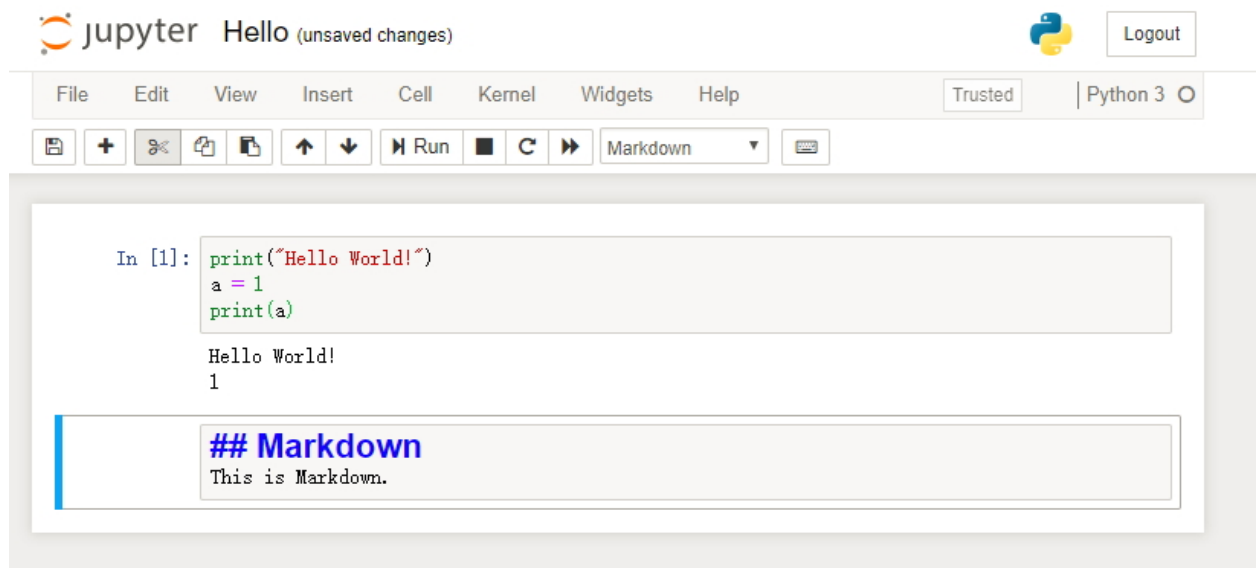 jupyter Hello (unsaved changes) Logout
File Edit View Insert Cell Kernel Widgets Help Trusted Python 3
Run Markdown
In [1]: print("Hello World!")
a = 1
print(a)
Hello World!
1
## Markdown
This is Markdown.